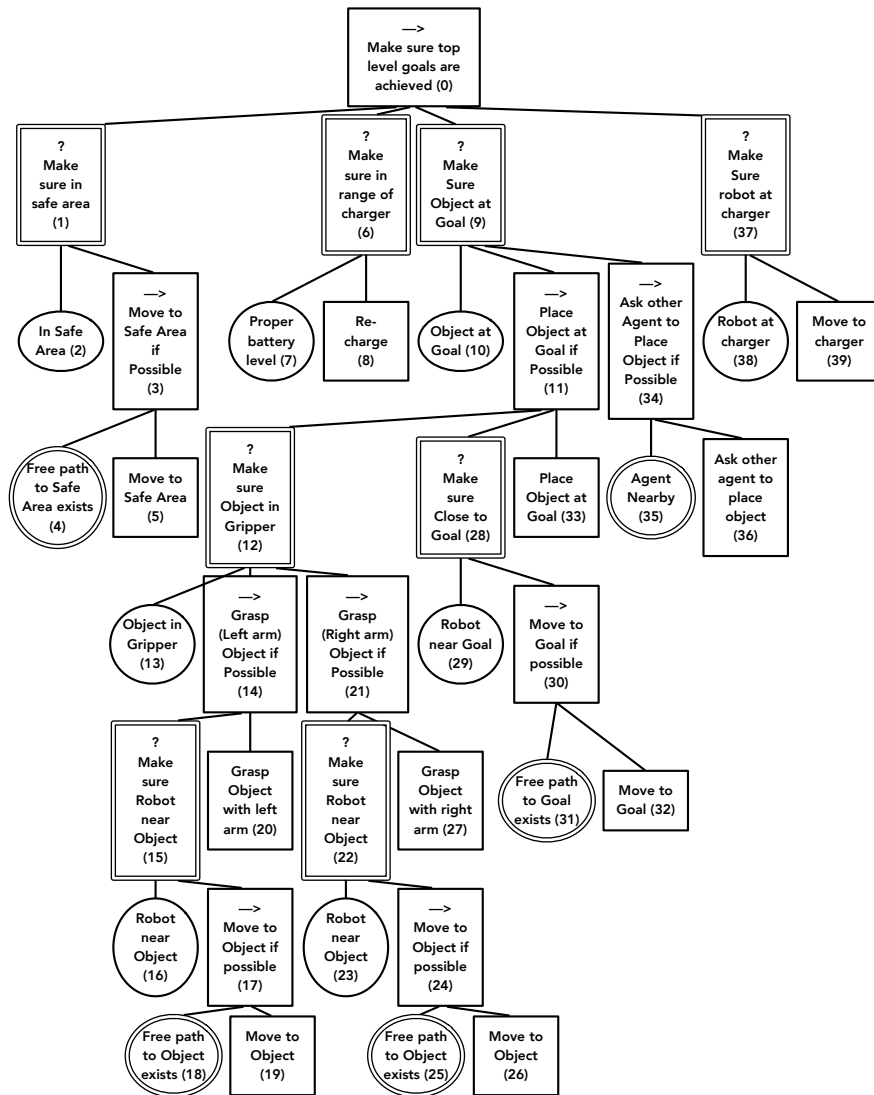 —>
Make sure top
level goals are
achieved (0)
?
Make
sure in
safe area
(1)
?
Make
sure in
range of
charger
(6)
?
Make
Sure
Object at
Goal (9)
?
Make
Sure
robot at
charger
(37)
In Safe
Area (2)
—>
Move to
Safe Area
if
Possible
(3)
Proper
battery
level (7)
Re-
charge
(8)
Object at
Goal (10)
—>
Place
Object at
Goal if
Possible
(11)
—>
Ask other
Agent to
Place
Object if
Possible
(34)
Robot at
charger
(38)
Move to
charger
(39)
Free path
to Safe
Area exists
(4)
Move to
Safe Area
(5)
?
Make
sure
Object in
Gripper
(12)
?
Make
sure
Close to
Goal (28)
Place
Object at
Goal (33)
Agent
Nearby
(35)
Ask other
agent to
place
object
(36)
Object in
Gripper
(13)
—>
Grasp
(Left arm)
Object if
Possible
(14)
—>
Grasp
(Right arm)
Object if
Possible
(21)
Robot
near Goal
(29)
—>
Move to
Goal if
possible
(30)
?
Make
sure
Robot
near
Object
(15)
Grasp
Object
with left
arm (20)
?
Make
sure
Robot
near
Object
(22)
Grasp
Object
with right
arm (27)
Free path
to Goal
exists (31)
Move to
Goal (32)
Robot
near
Object
(16)
—>
Move to
Object if
possible
(17)
Robot
near
Object
(23)
—>
Move to
Object if
possible
(24)
Free path
to Object
exists (18)
Move to
Object
(19)
Free path
to Object
exists (25)
Move to
Object
(26)